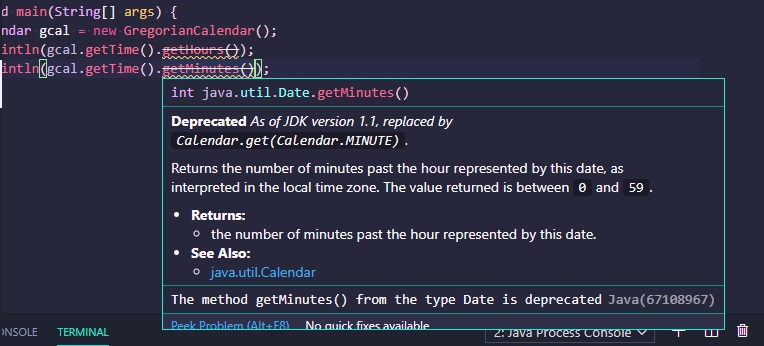 d main(String[] args) {
ndar gcal = new GregorianCalendar();
intln(gcal.getTime().getHours());
intln(gcal.getTime().getMinutes());
int java.util.Date.getMinutes()
Deprecated As of JDK version 1.1, replaced by
Calendar.get(Calendar.MINUTE) .
Returns the number of minutes past the hour represented by this date, as
interpreted in the local time zone. The value returned is between 0 and 59 .
• Returns:
○ the number of minutes past the hour represented by this date.
• See Also:
○ java.util.Calendar
The method getMinutes() from the type Date is deprecated Java(67108967)
Peek Problem (Alt+F8) No quick fixes available
ONSOLE TERMINAL 2: Java Process Console